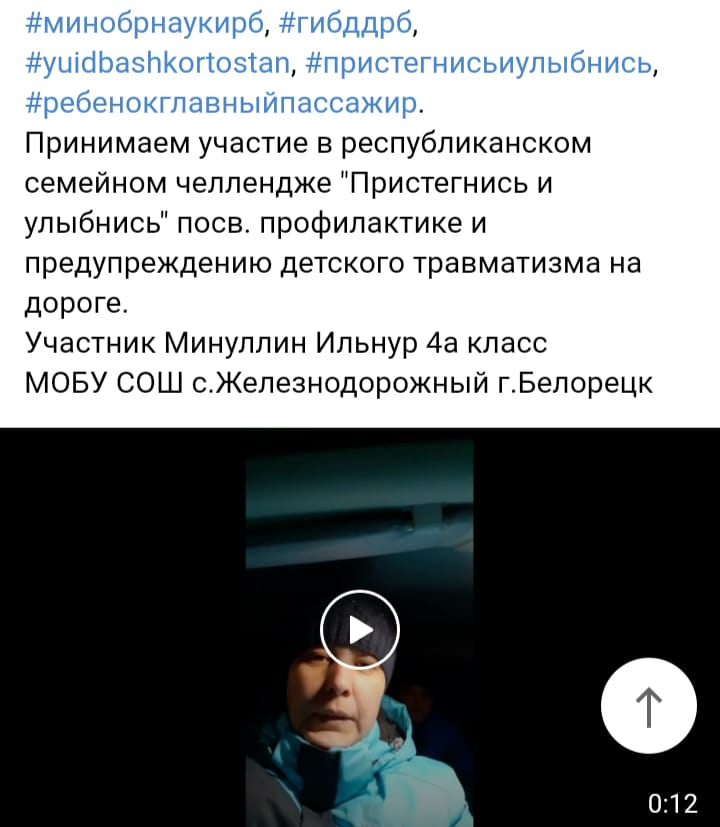 #минобрнаукирб, #гибддрб,
#yuidbashkortostan, #пристегнисьиулыбнись,
#ребенокглавныйпассажир.
Принимаем участие в республиканском
семейном челлендже "Пристегнись и
улыбнись" посв. профилактике и
предупреждению детского травматизма на
дороге.
Участник Минуллин Ильнур 4а класс
МОБУ СОШ с.Железнодорожный г.Белорецк
0:12